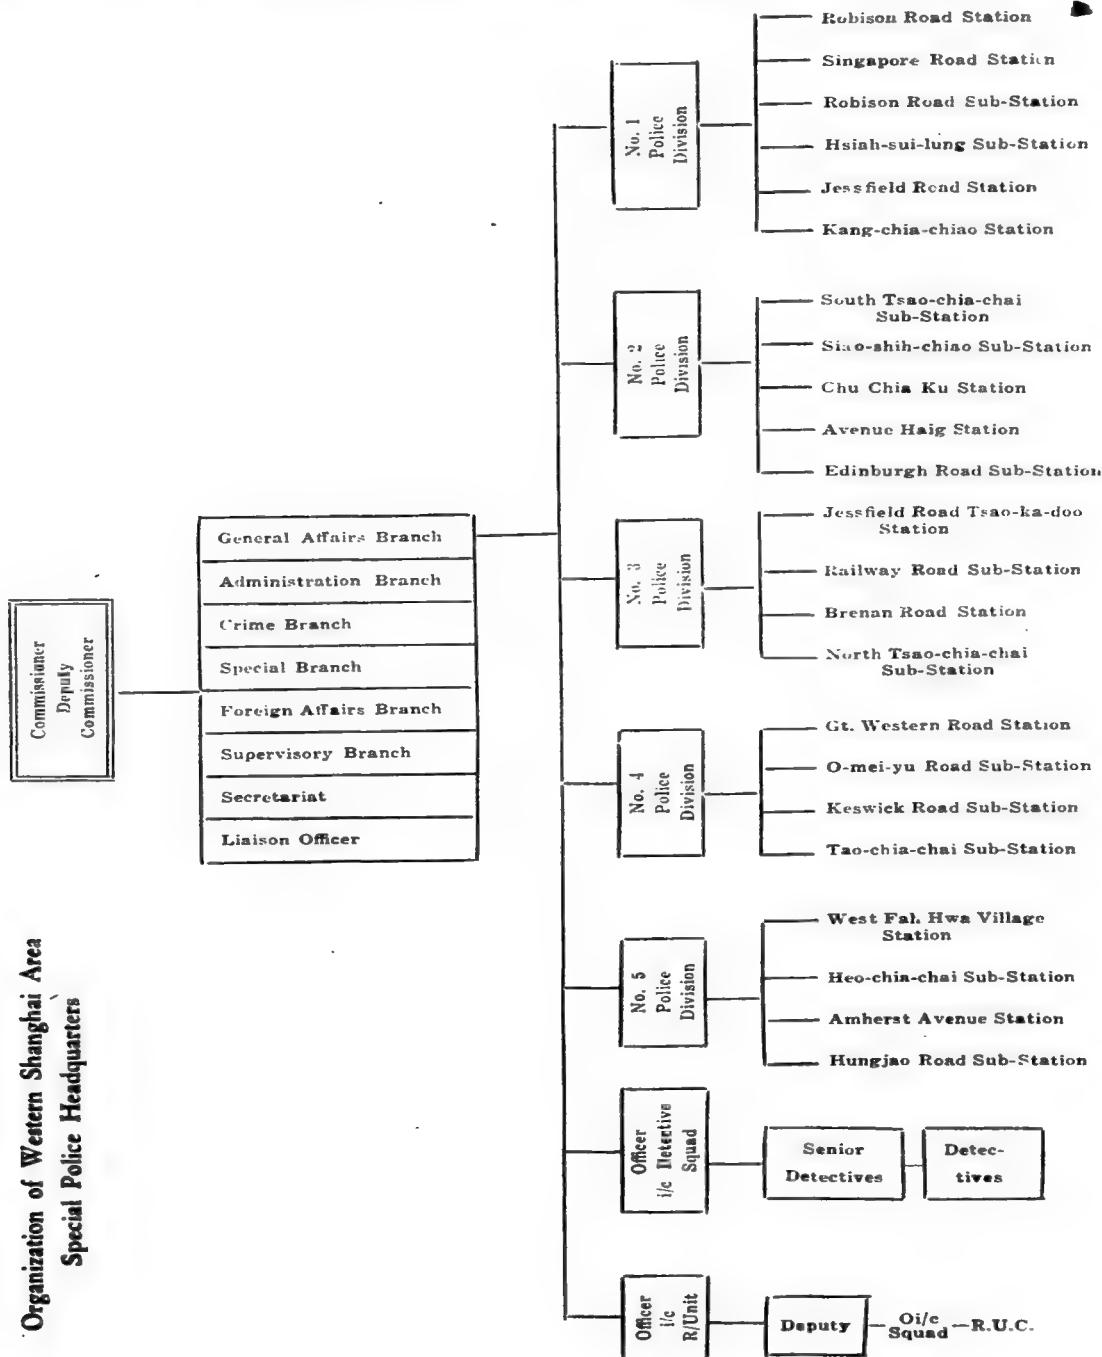 Organization of Western Shanghai Area
Special Police Headquarters
Commissioner
Deputy
Commissioner
General Affairs Branch
Administration Branch
Crime Branch
Special Branch
Foreign Affairs Branch
Supervisory Branch
Secretariat
Liaison Officer
No. 1
Police
Division
Robison Road Station
Singapore Road Station
Robison Road Sub-Station
Hsiah-sui-lung Sub-Station
Jessfield Road Station
Kang-chia-chiao Station
No. 2
Police
Division
South Tsao-chia-chai
Sub-Station
Siao-shih-chiao Sub-Station
Chu Chia Ku Station
Avenue Haig Station
Edinburgh Road Sub-Station
No. 3
Police
Division
Jessfield Road Tsao-ka-doo
Station
Railway Road Sub-Station
Brenan Road Station
North Tsao-chia-chai
Sub-Station
No. 4
Police
Division
Gt. Western Road Station
O-mei-yu Road Sub-Station
Keswick Road Sub-Station
Tao-chia-chai Sub-Station
No. 5
Police
Division
West Fah Hwa Village
Station
Heo-chia-chai Sub-Station
Amherst Avenue Station
Hungjao Road Sub-Station
Officer
i/c Detective
Squad
Senior
Detectives
Detec-
tives
Officer
i/c
R/Unit
Deputy
Oi/c
Squad
R.U.C.